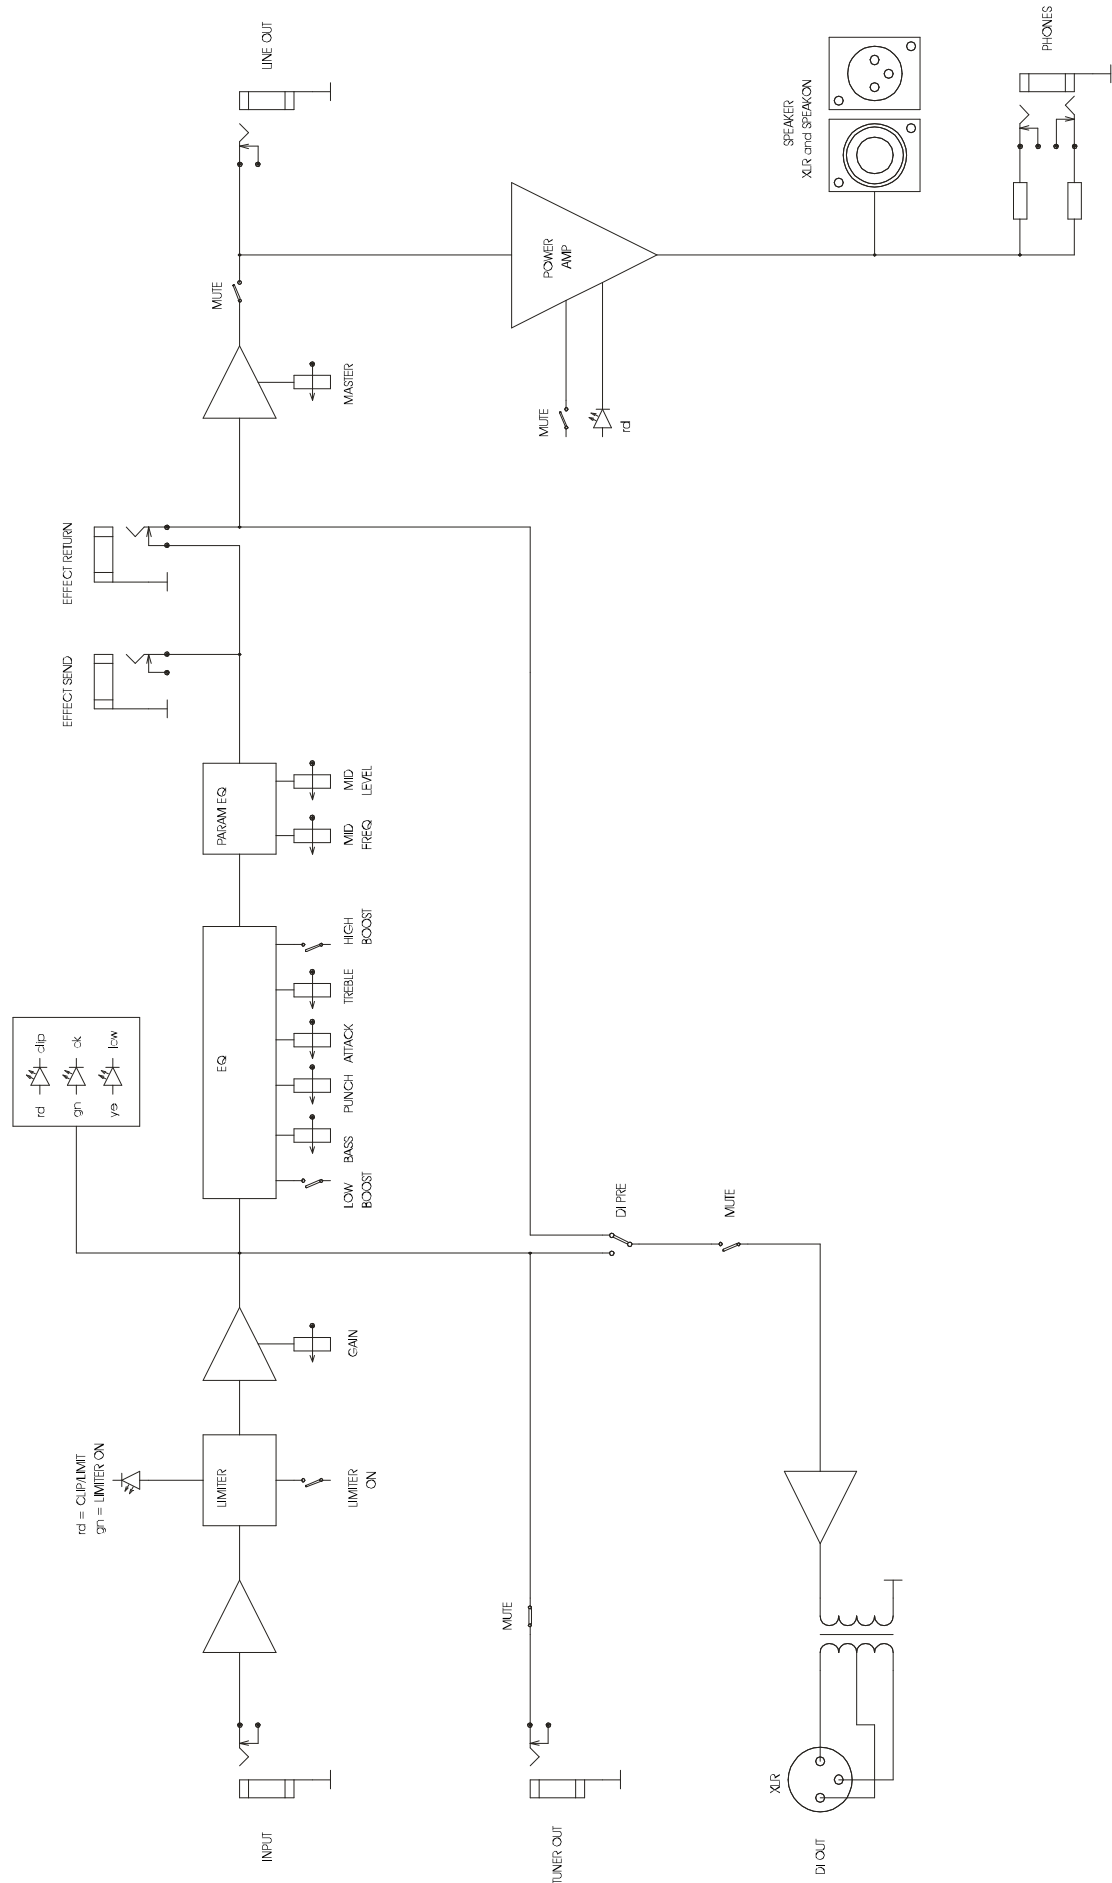 INPUT
rd = CLIP/LIMIT
gn = LIMITER ON
LIMITER
LIMITER
ON
GAIN
rd
clip
gn
ok
ye
low
EQ
LOW
BOOST
BASS
PUNCH
ATTACK
TREBLE
HIGH
BOOST
PARAM EQ
MID
FREQ
MID
LEVEL
EFFECT SEND
EFFECT RETURN
MASTER
MUTE
LINE OUT
TUNER OUT
MUTE
DI PRE
MUTE
MUTE
rd
POWER
AMP
SPEAKER
XLR and SPEAKON
PHONES
XLR
DI OUT